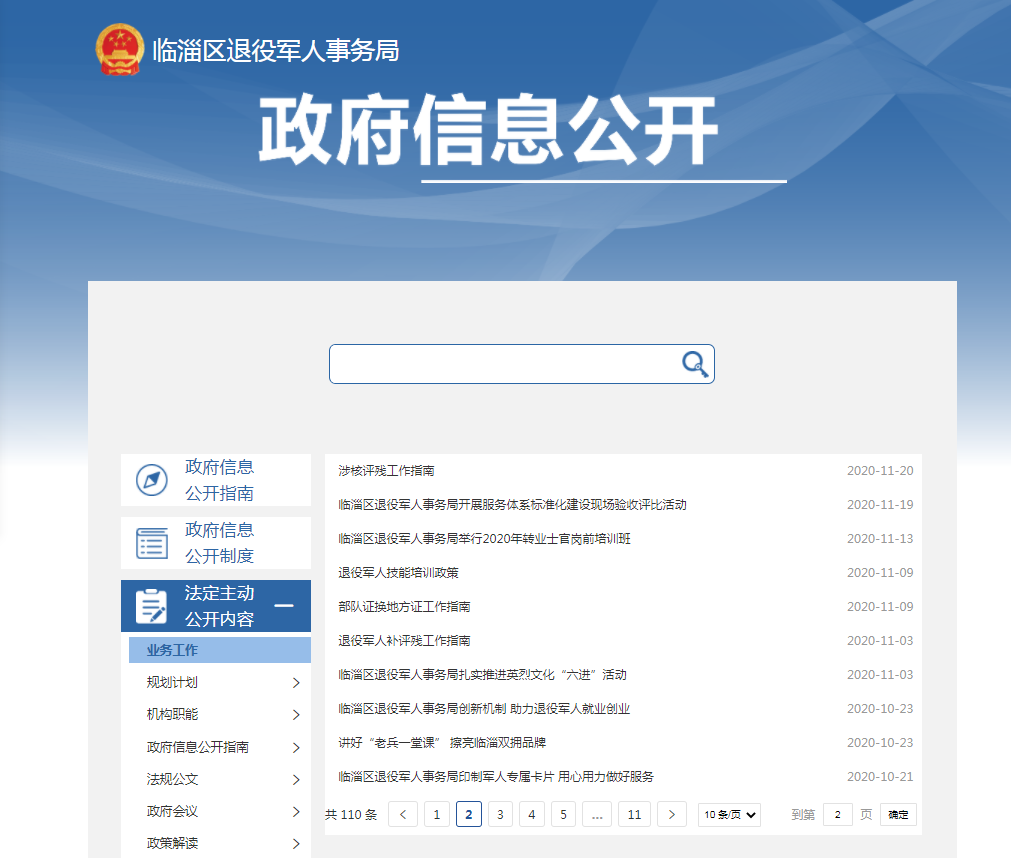 临淄区退役军人事务局
政府信息公开
政府信息
公开指南
政府信息
公开制度
法定主动
公开内容
业务工作
规划计划
机构职能
政府信息公开指南
法规公文
政府会议
政策解读
涉核评残工作指南 2020-11-20
临淄区退役军人事务局开展服务体系标准化建设现场验收评比活动 2020-11-19
临淄区退役军人事务局举行2020年转业士官岗前培训班 2020-11-13
退役军人技能培训政策 2020-11-09
部队证换地方证工作指南 2020-11-09
退役军人补评残工作指南 2020-11-03
临淄区退役军人事务局扎实推进英烈文化“六进”活动 2020-11-03
临淄区退役军人事务局创新机制 助力退役军人就业创业 2020-10-23
讲好“老兵一堂课” 擦亮临淄双拥品牌 2020-10-23
临淄区退役军人事务局印制军人专属卡片 用心用力做好服务 2020-10-21
共 110 条 < 1 2 3 4 5 ... 11 > 10 条/页 到第 2 页 确定